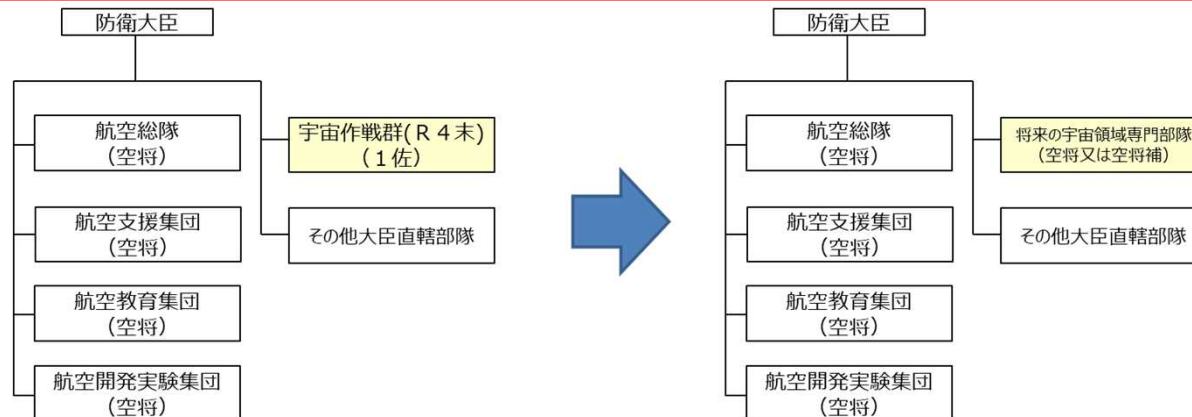 防衛大臣
航空総隊
（空将）
宇宙作戦群(Ｒ４末)
（１佐）
航空支援集団
（空将）
その他大臣直轄部隊
航空教育集団
（空将）
航空開発実験集団
（空将）
防衛大臣
航空総隊
（空将）
将来の宇宙領域専門部隊
（空将又は空将補）
航空支援集団
（空将）
その他大臣直轄部隊
航空教育集団
（空将）
航空開発実験集団
（空将）